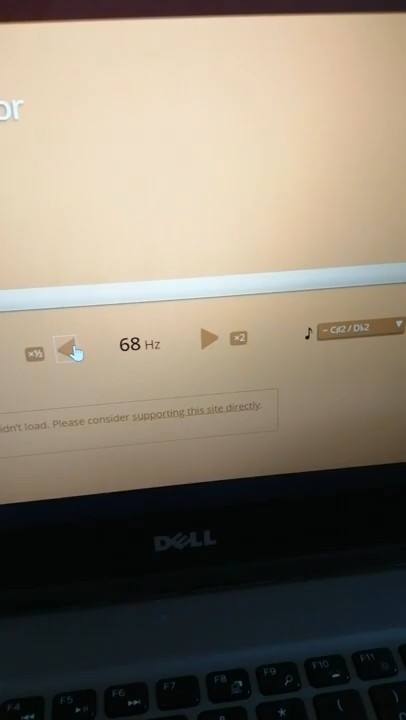 or
×½ 68 Hz ×2 ♪ ~ C♯2 / D♭2 ▼
idn't load. Please consider supporting this site directly.
DELL
F4 F5 F6 F7 F8 F9 F10 F11
* ( )